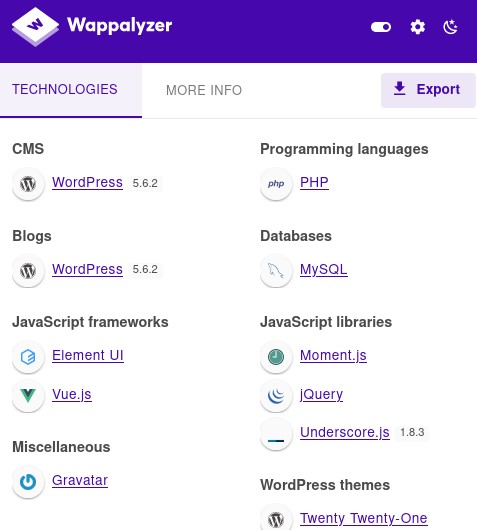 Wappalyzer
TECHNOLOGIES
MORE INFO
Export
CMS
WordPress 5.6.2
Blogs
WordPress 5.6.2
JavaScript frameworks
Element UI
Vue.js
Miscellaneous
Gravatar
Programming languages
php PHP
Databases
MySQL
JavaScript libraries
Moment.js
jQuery
Underscore.js 1.8.3
WordPress themes
Twenty Twenty-One